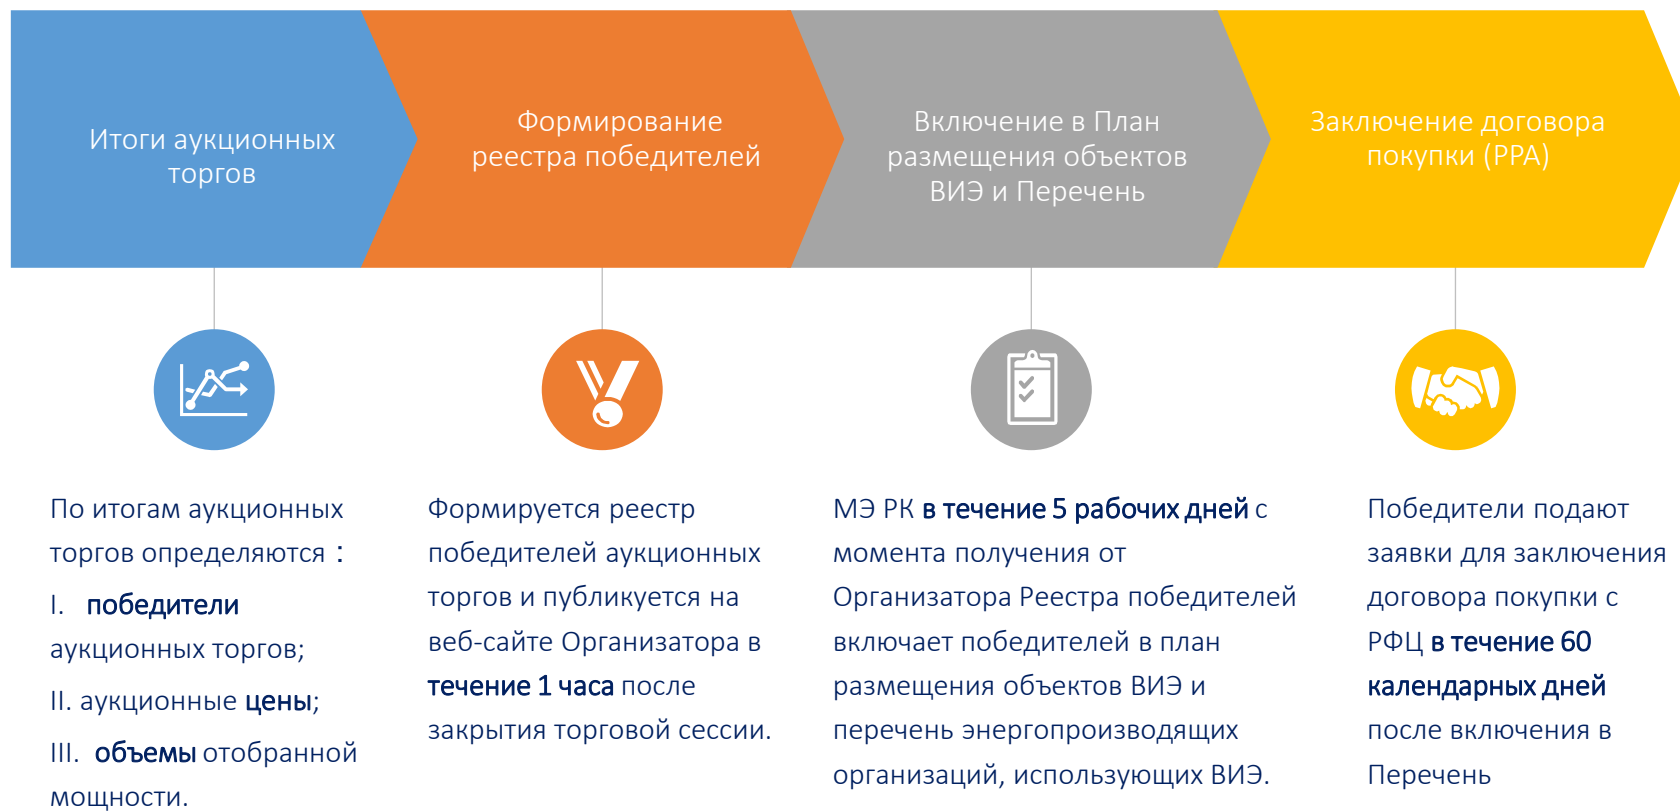 Итоги аукционных
торгов
Формирование
реестра победителей
Включение в План
размещения объектов
ВИЭ и Перечень
Заключение договора
покупки (PPA)
По итогам аукционных
торгов определяются :
I. победители
аукционных торгов;
II. аукционные цены;
III. объемы отобранной
мощности.
Формируется реестр
победителей аукционных
торгов и публикуется на
веб-сайте Организатора в
течение 1 часа после
закрытия торговой сессии.
МЭ РК в течение 5 рабочих дней с
момента получения от
Организатора Реестра победителей
включает победителей в план
размещения объектов ВИЭ и
перечень энергопроизводящих
организаций, использующих ВИЭ.
Победители подают
заявки для заключения
договора покупки с
РФЦ в течение 60
календарных дней
после включения в
Перечень